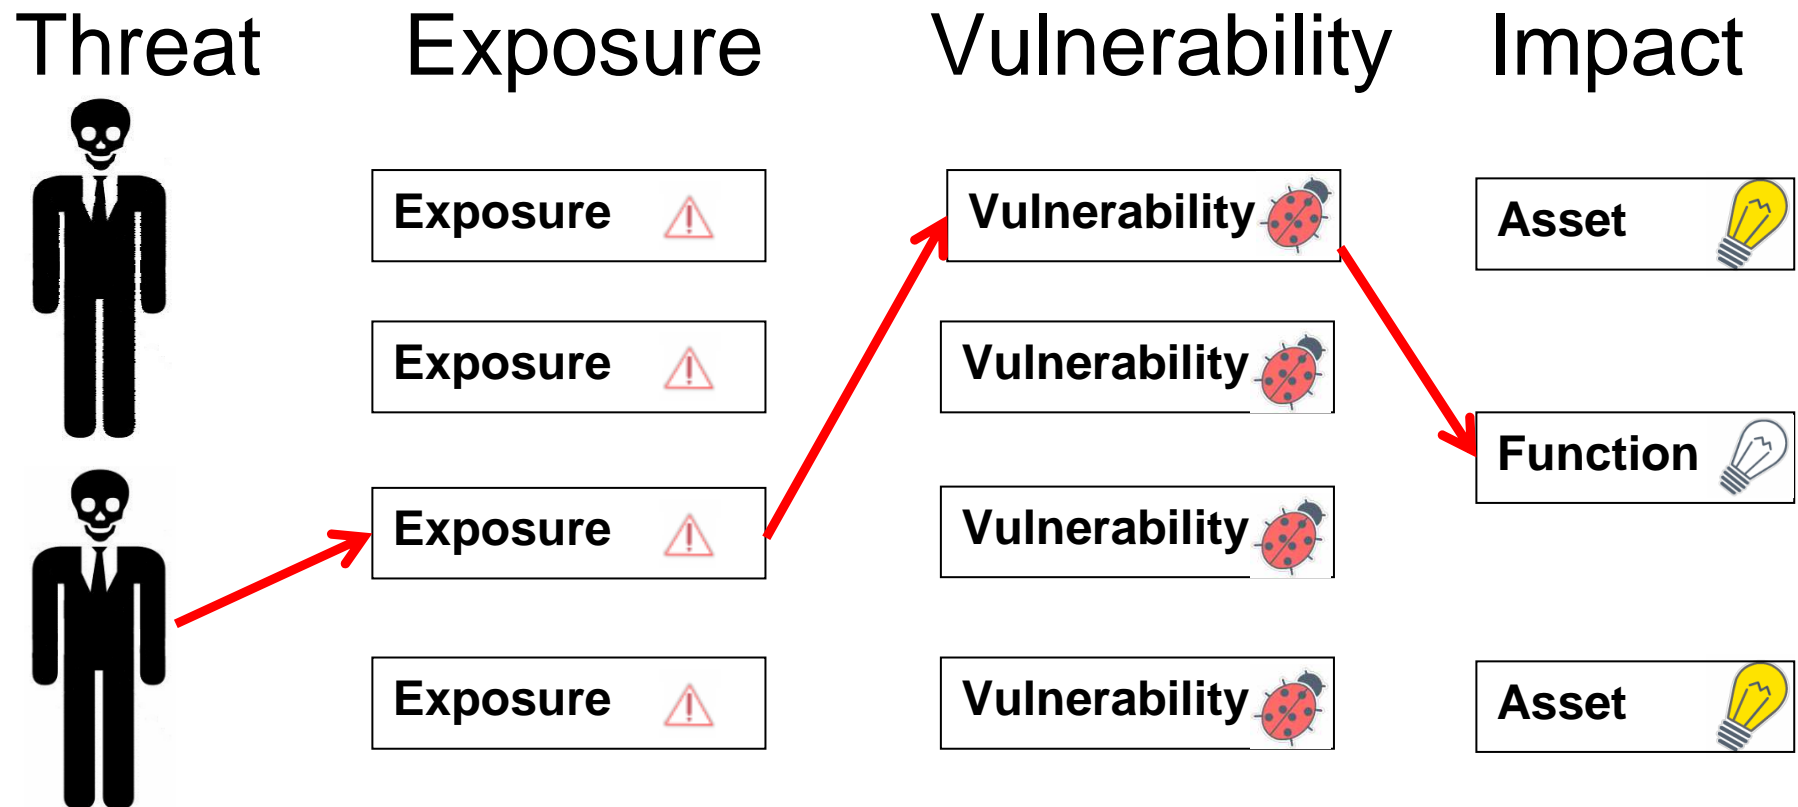 Threat Exposure Vulnerability Impact
Exposure Vulnerability Asset
Exposure Vulnerability
Function
Exposure Vulnerability
Exposure Vulnerability Asset